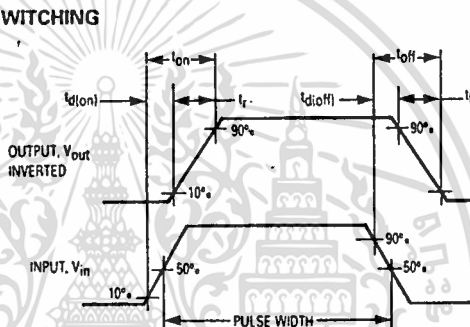 WITCHING
ton
toff
td(on)
tr
td(off)
t
90%
90%
OUTPUT, Vout
INVERTED
10%
90%
INPUT, Vin
50%
50%
10%
PULSE WIDTH